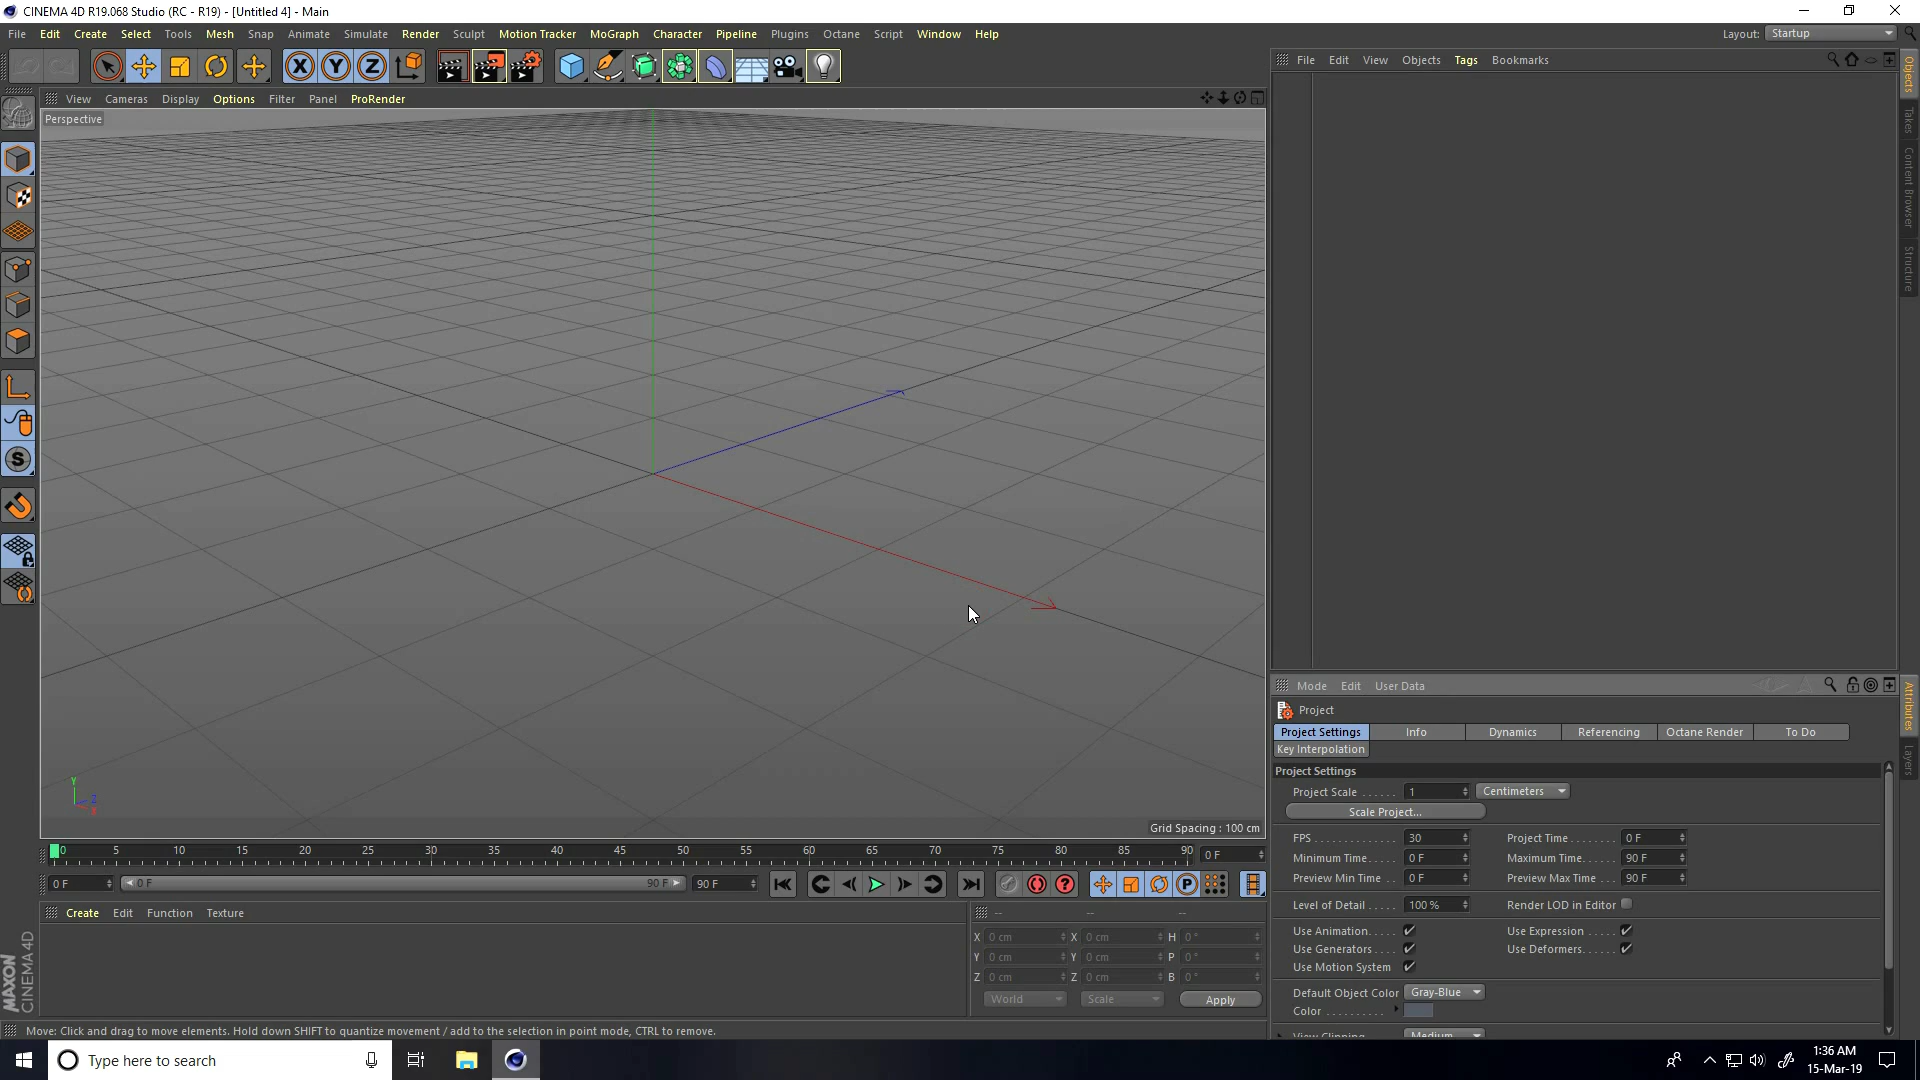 CINEMA 4D R19.068 Studio (RC - R19) - [Untitled 4] - Main
File Edit Create Select Tools Mesh Snap Animate Simulate Render Sculpt Motion Tracker MoGraph Character Pipeline Plugins Octane Script Window Help
Layout: Startup
X Y Z
File Edit View Objects Tags Bookmarks
View Cameras Display Options Filter Panel ProRender
Perspective
Objects
Takes
Content Browser
Structure
S
Y
Z
X
Grid Spacing : 100 cm
Mode Edit User Data
Project
Project Settings Info Dynamics Referencing Octane Render To Do
Key Interpolation
Attributes
Layers
Project Settings
Project Scale ...... 1 Centimeters
Scale Project...
FPS 30 Project Time 0 F
Minimum Time 0 F Maximum Time 90 F
Preview Min Time 0 F Preview Max Time 90 F
Level of Detail 100 % Render LOD in Editor
Use Animation Use Expression
Use Generators Use Deformers
Use Motion System
Default Object Color Gray-Blue
Color
View Clipping Medium
0 5 10 15 20 25 30 35 40 45 50 55 60 65 70 75 80 85 90 0 F
0 F 0 F 90 F 90 F
P
Create Edit Function Texture
-- -- --
X 0 cm X 0 cm H 0 °
Y 0 cm Y 0 cm P 0 °
Z 0 cm Z 0 cm B 0 °
World Scale Apply
MAXON
CINEMA 4D
Move: Click and drag to move elements. Hold down SHIFT to quantize movement / add to the selection in point mode, CTRL to remove.
Type here to search
1:36 AM
15-Mar-19